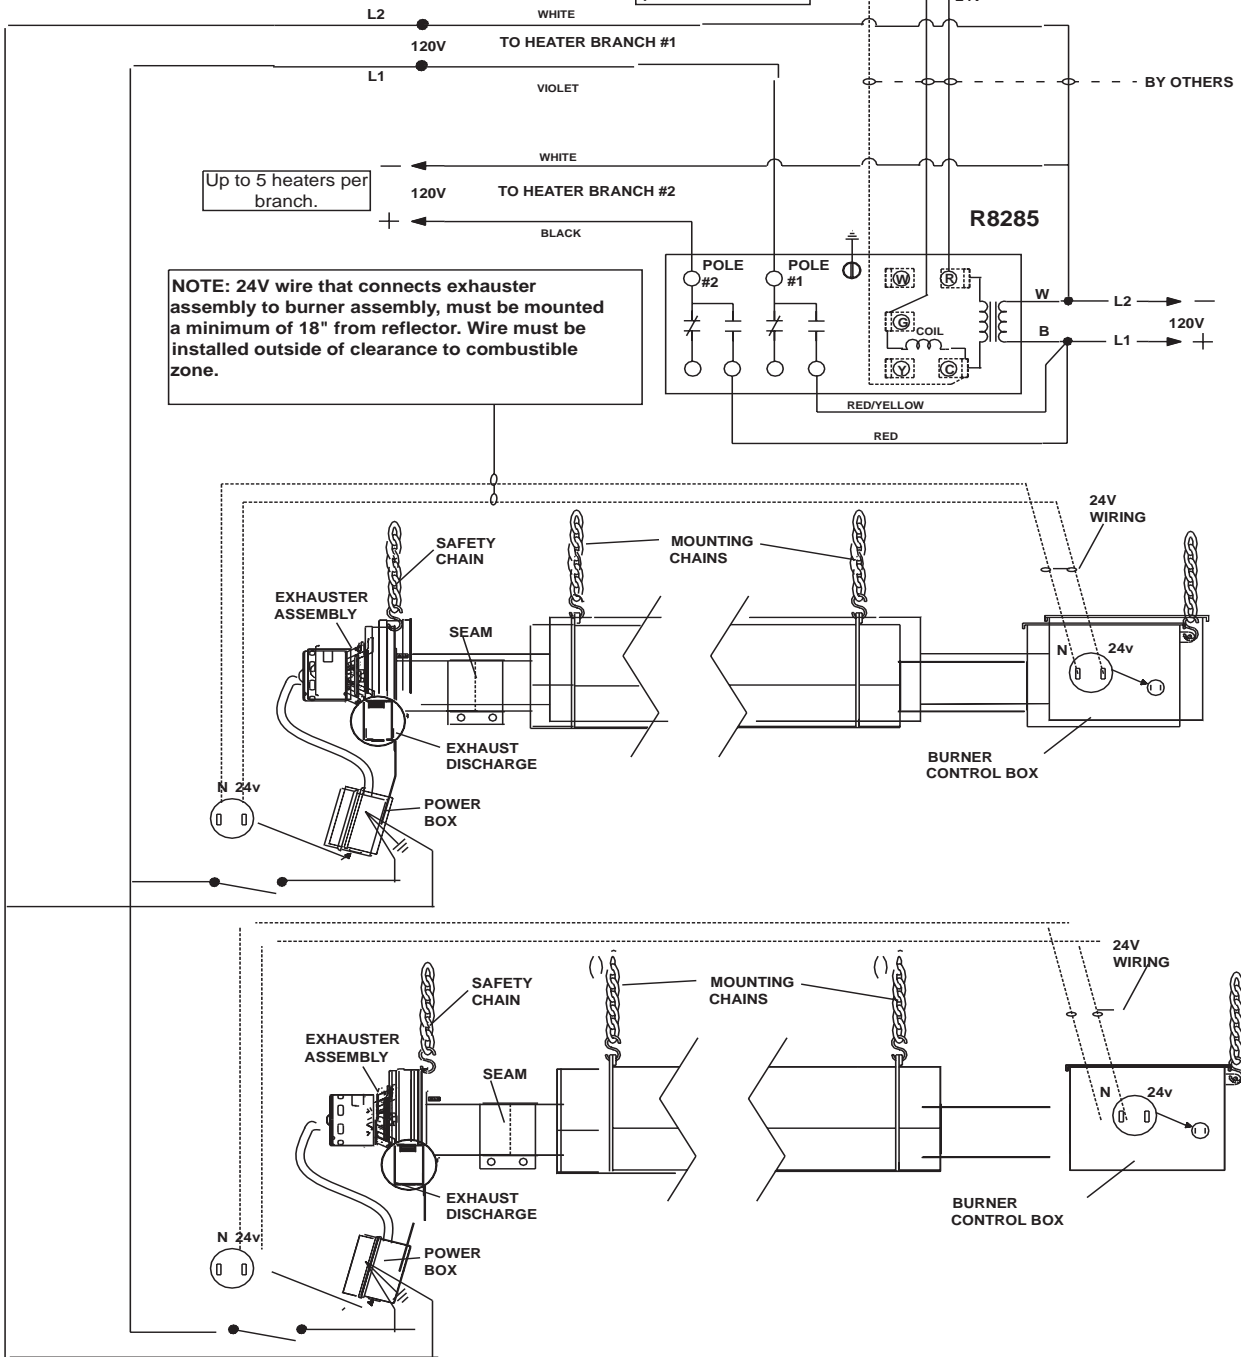 L2 WHITE
120V TO HEATER BRANCH #1
L1
VIOLET
BY OTHERS
WHITE
Up to 5 heaters per
branch.
120V TO HEATER BRANCH #2
BLACK
R8285
NOTE: 24V wire that connects exhauster
assembly to burner assembly, must be mounted
a minimum of 18" from reflector. Wire must be
installed outside of clearance to combustible
zone.
POLE
#2
POLE
#1
W R
G
COIL
Y C
W L2 −
120V
B L1 +
RED/YELLOW
RED
24V
WIRING
SAFETY
CHAIN
MOUNTING
CHAINS
EXHAUSTER
ASSEMBLY
SEAM
N 24v
EXHAUST
DISCHARGE
BURNER
CONTROL BOX
N 24v
POWER
BOX
24V
WIRING
SAFETY
CHAIN
MOUNTING
CHAINS
EXHAUSTER
ASSEMBLY
SEAM
N 24v
EXHAUST
DISCHARGE
BURNER
CONTROL BOX
N 24v
POWER
BOX